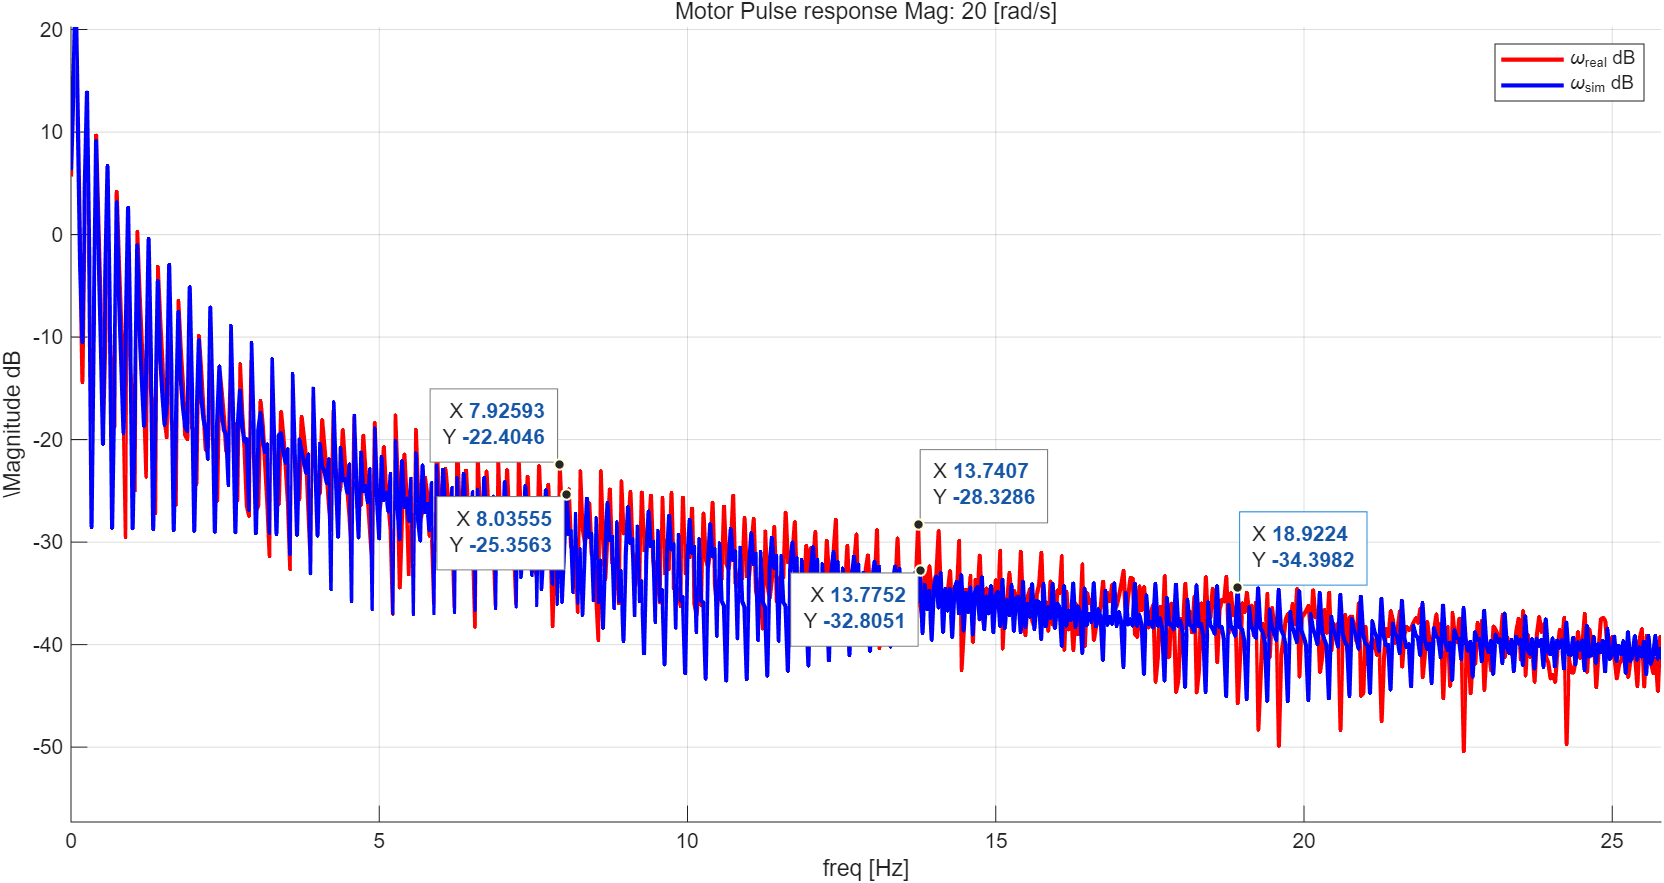 Motor Pulse response Mag: 20 [rad/s]
ω_real dB
ω_sim dB
\Magnitude dB
20
10
0
-10
-20
-30
-40
-50
X 7.92593
Y -22.4046
X 8.03555
Y -25.3563
X 13.7407
Y -28.3286
X 13.7752
Y -32.8051
X 18.9224
Y -34.3982
0 5 10 15 20 25
freq [Hz]